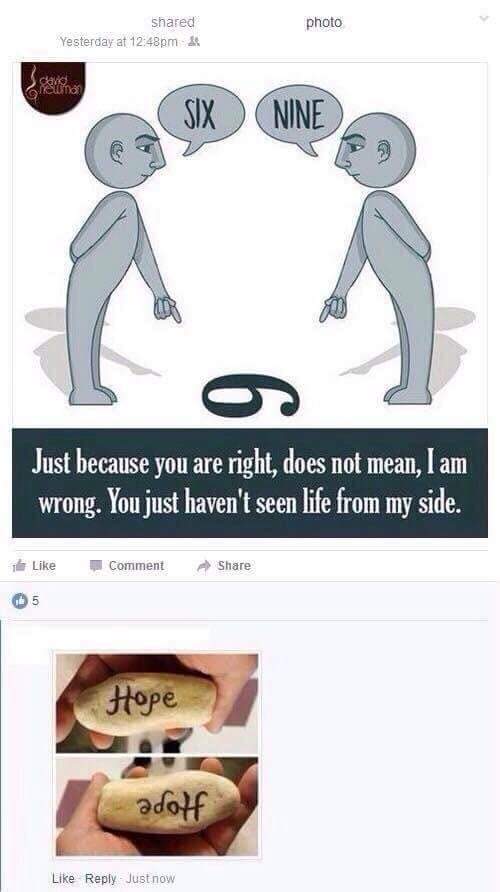 shared photo.
Yesterday at 12:48pm
david
newman
SIX
NINE
6
Just because you are right, does not mean, I am
wrong. You just haven't seen life from my side.
Like Comment Share
5
Hope
Hope
Like Reply Just now